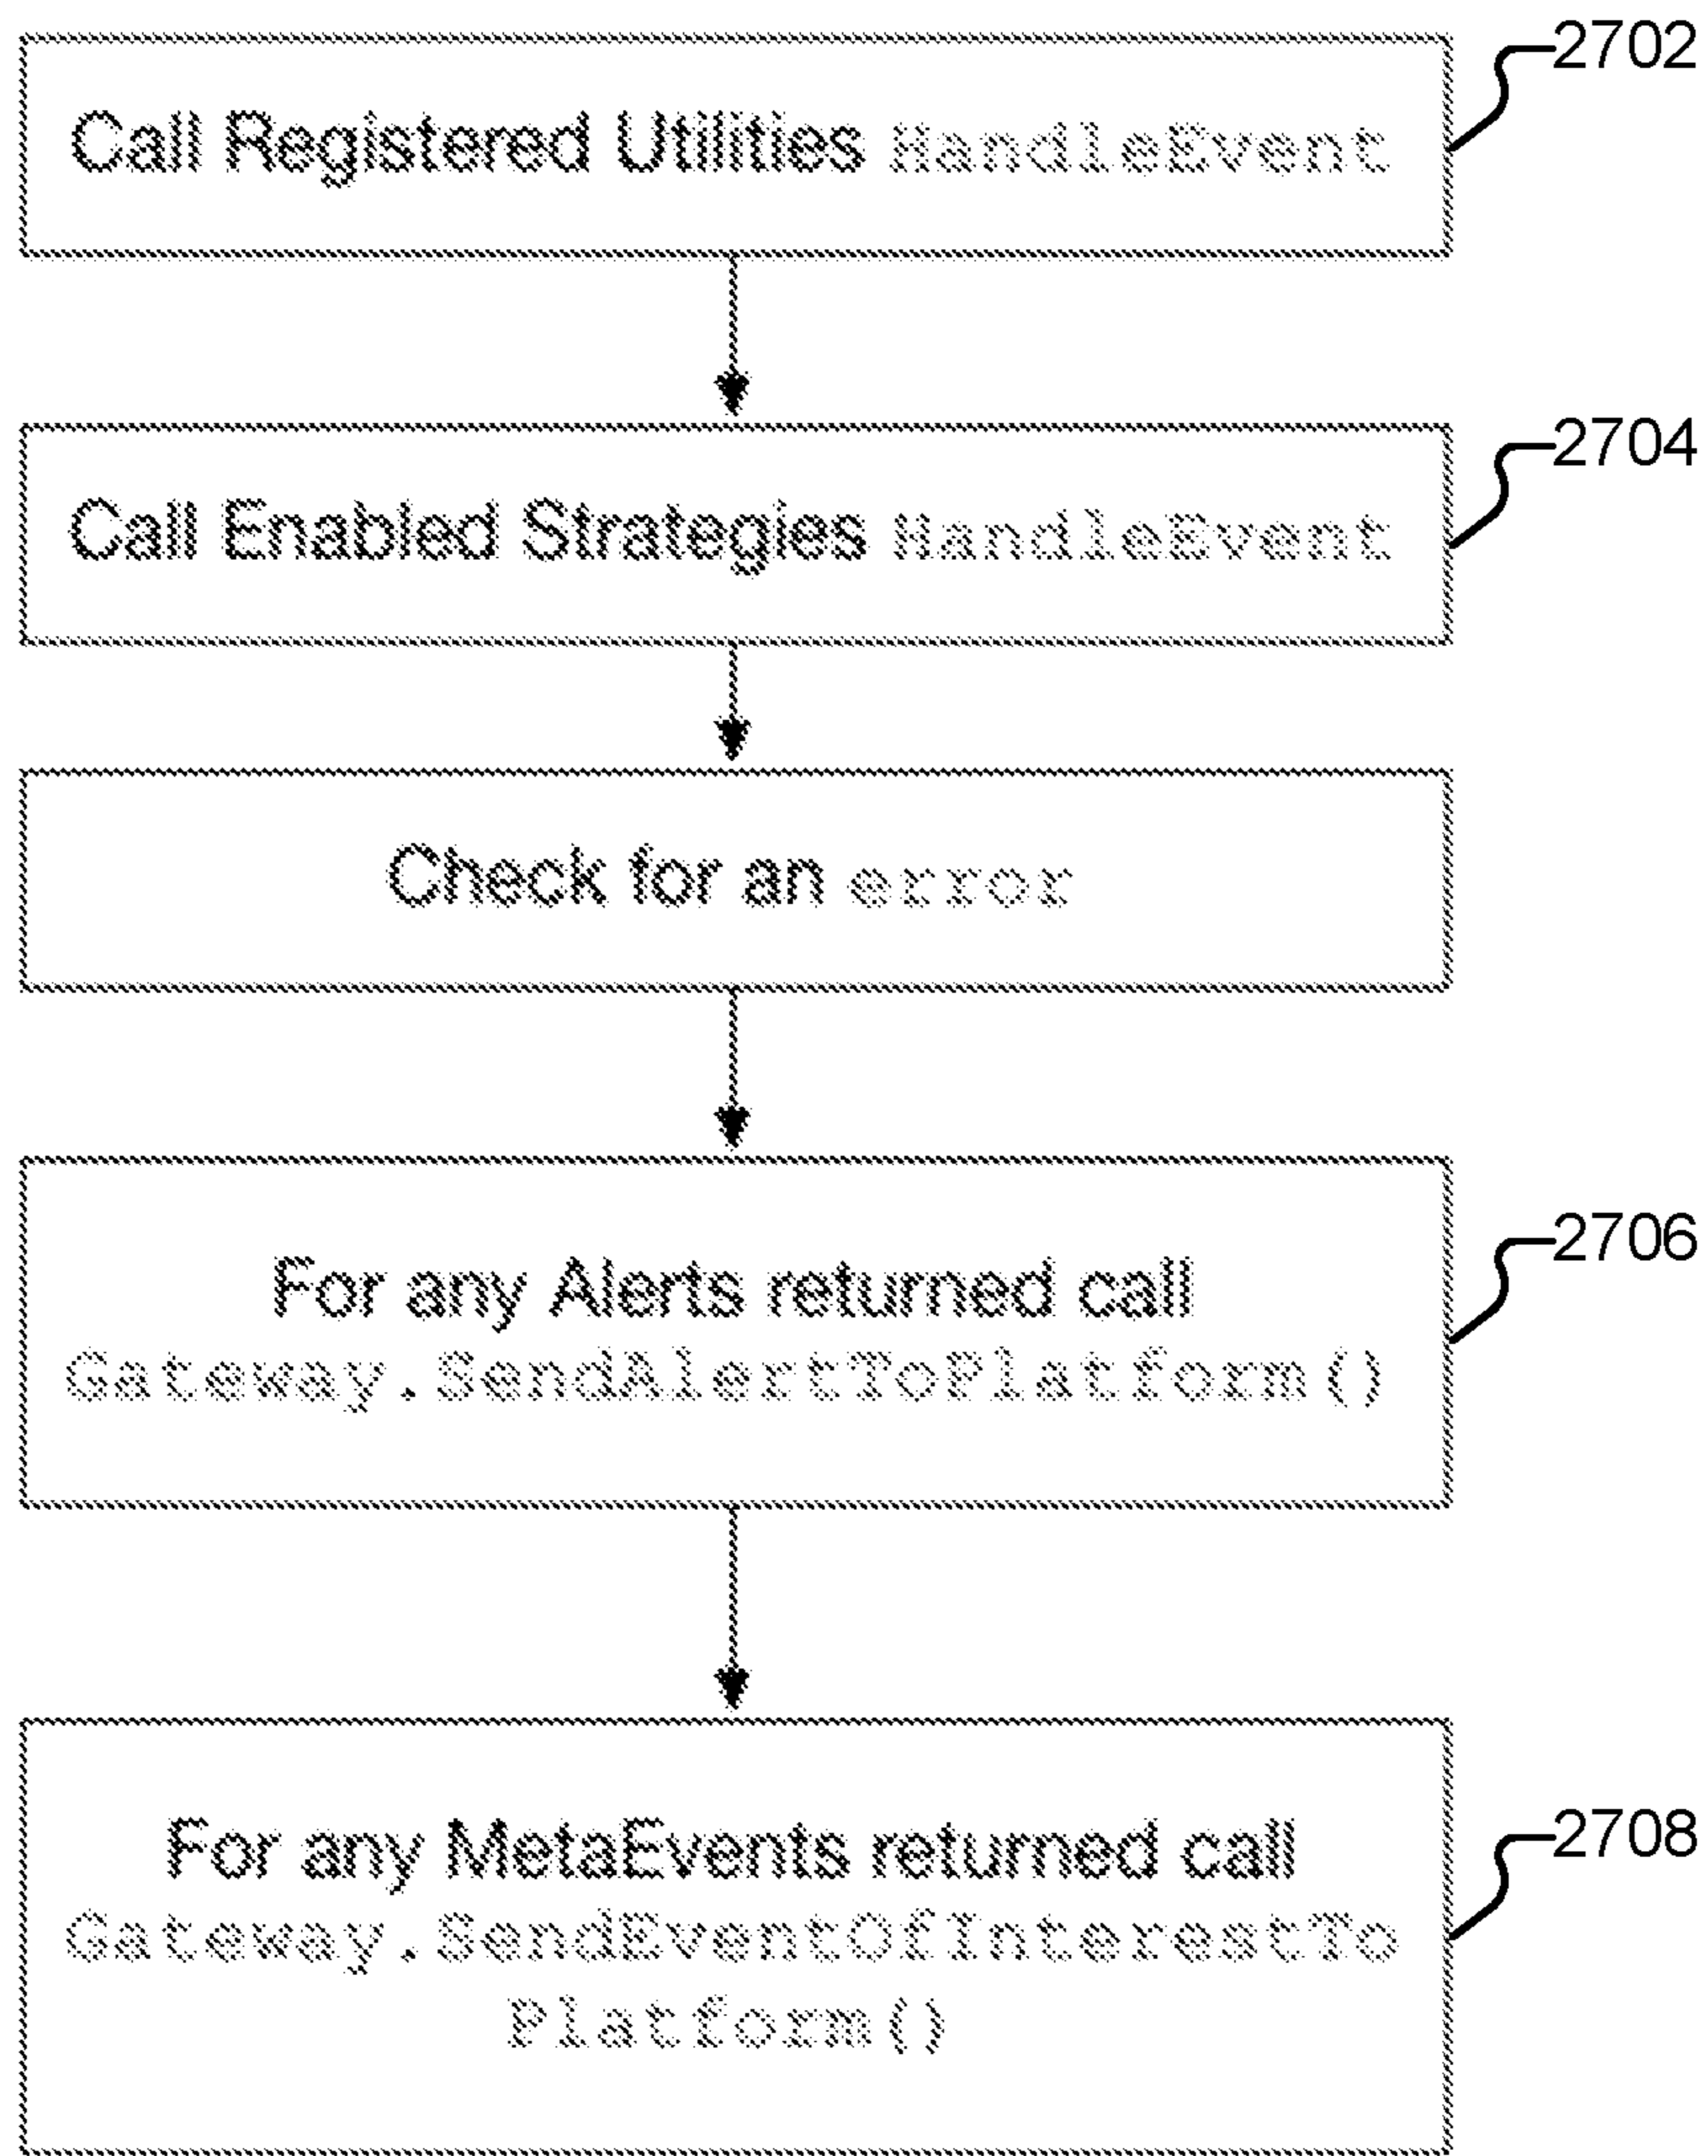 Call Registered Utilities HandleEvent
2702
Call Enabled Strategies HandleEvent
2704
Check for an error
For any Alerts returned call
Gateway.SendAlertToPlatform()
2706
For any MetaEvents returned call
Gateway.SendEventOfInterestTo
Platform()
2708